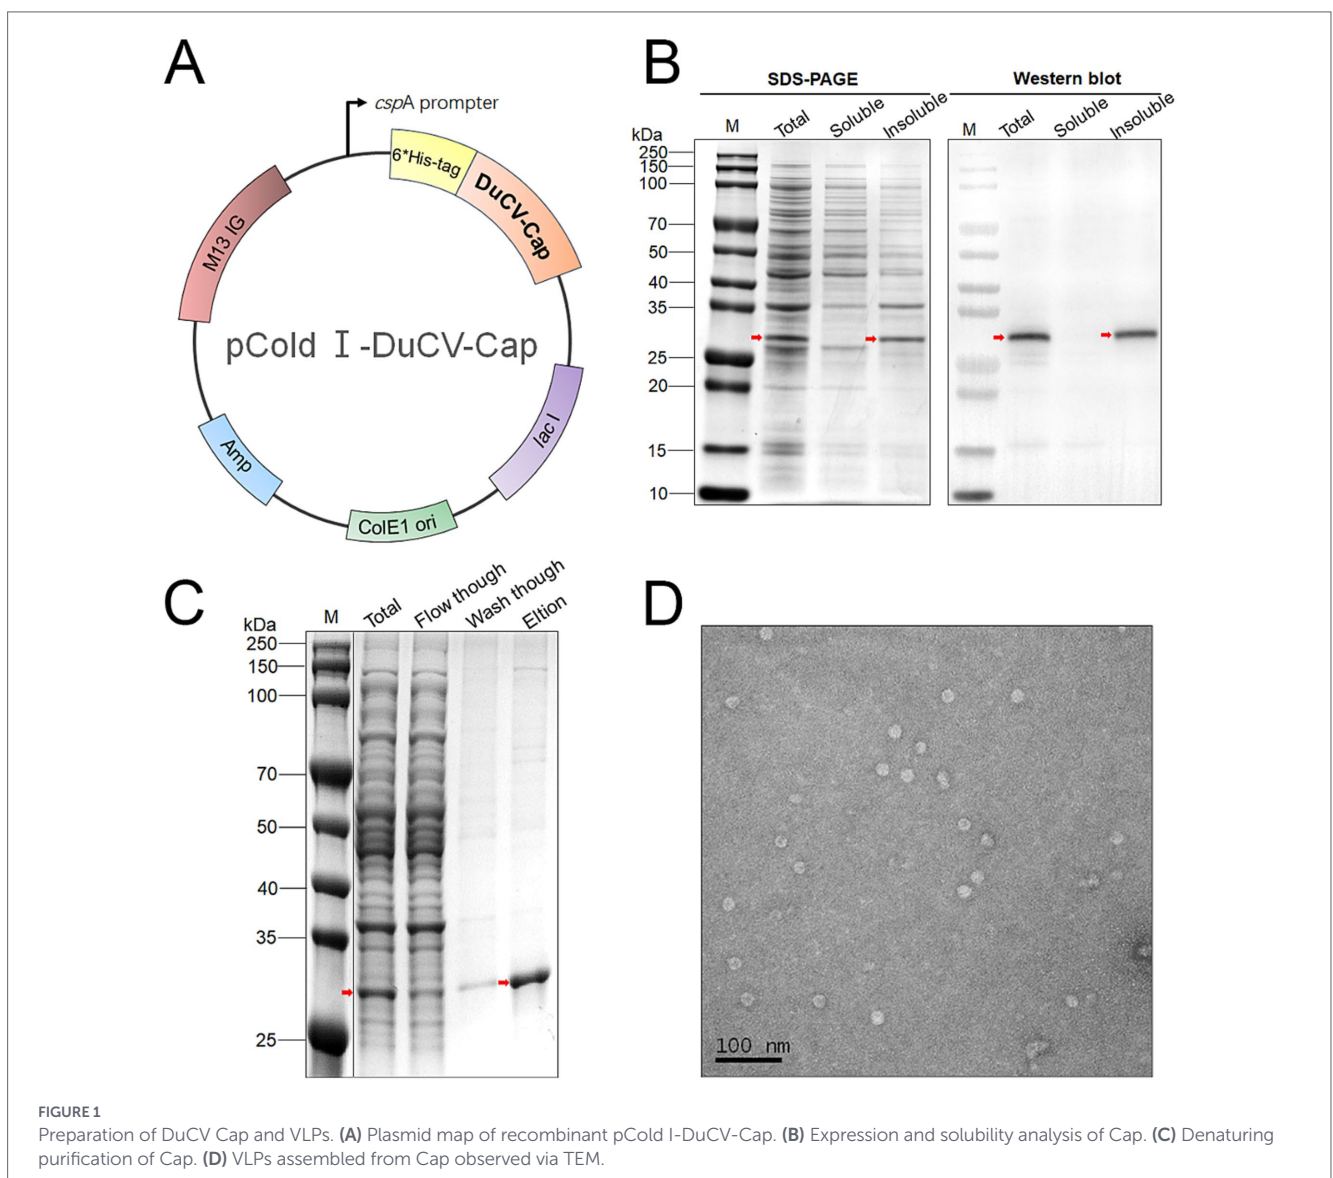 A
cspA prompter
6*His-tag
DuCV-Cap
M13 IG
pCold I-DuCV-Cap
lac I
Amp
ColE1 ori
B
SDS-PAGE
Western blot
kDa
M
Total
Soluble
Insoluble
M
Total
Soluble
Insoluble
250
150
100
70
50
40
35
25
20
15
10
C
kDa
M
Total
Flow though
Wash though
Eltion
250
150
100
70
50
40
35
25
D
100 nm
FIGURE 1
Preparation of DuCV Cap and VLPs. (A) Plasmid map of recombinant pCold I-DuCV-Cap. (B) Expression and solubility analysis of Cap. (C) Denaturing
purification of Cap. (D) VLPs assembled from Cap observed via TEM.